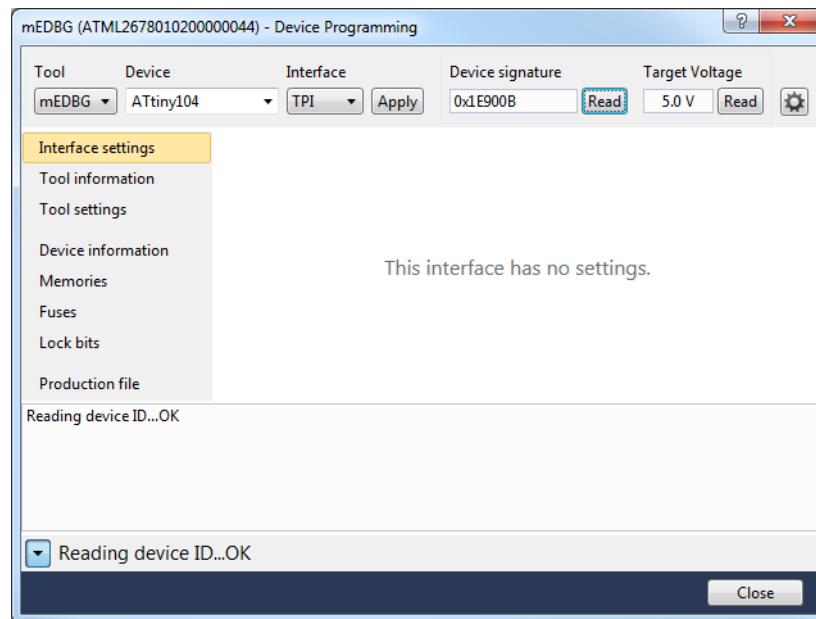 mEDBG (ATML2678010200000044) - Device Programming
?
X
Tool Device Interface Device signature Target Voltage
mEDBG ATtiny104 TPI Apply 0x1E900B Read 5.0 V Read
Interface settings
Tool information
Tool settings
Device information
Memories
Fuses
Lock bits
Production file
This interface has no settings.
Reading device ID...OK
Reading device ID...OK
Close